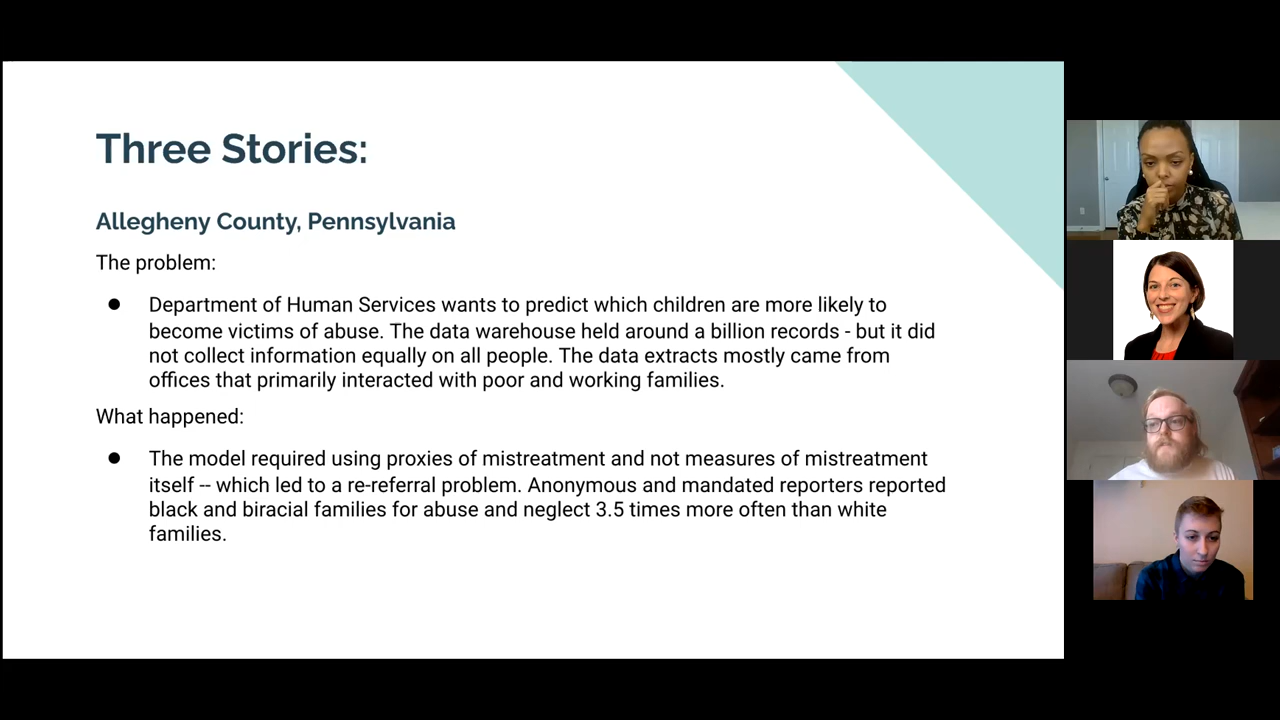 Three Stories:
Allegheny County, Pennsylvania
The problem:
● Department of Human Services wants to predict which children are more likely to
become victims of abuse. The data warehouse held around a billion records - but it did
not collect information equally on all people. The data extracts mostly came from
offices that primarily interacted with poor and working families.
What happened:
● The model required using proxies of mistreatment and not measures of mistreatment
itself -- which led to a re-referral problem. Anonymous and mandated reporters reported
black and biracial families for abuse and neglect 3.5 times more often than white
families.